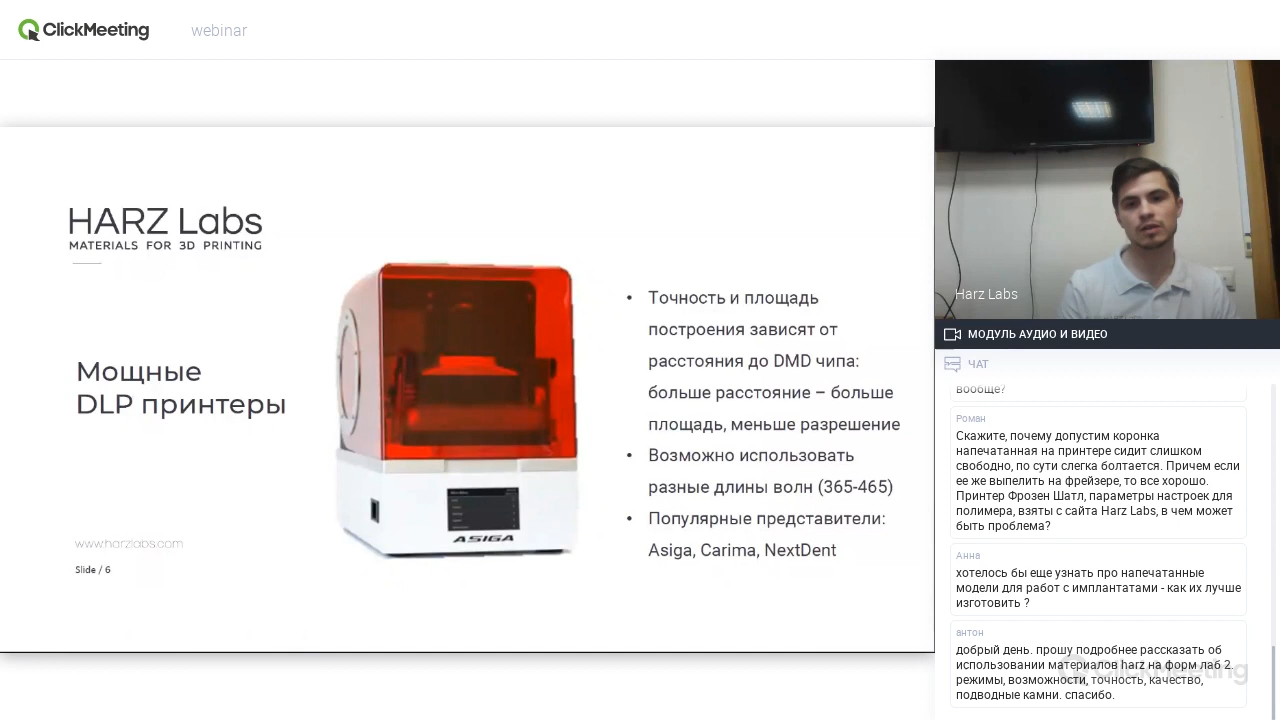 ClickMeeting
webinar
HARZ Labs
MATERIALS FOR 3D PRINTING
Мощные
DLP принтеры
www.harzlabs.com
Slide / 6
ASIGA
• Точность и площадь
построения зависят от
расстояния до DMD чипа:
больше расстояние – больше
площадь, меньше разрешение
• Возможно использовать
разные длины волн (365-465)
• Популярные представители:
Asiga, Carima, NextDent
Harz Labs
МОДУЛЬ АУДИО И ВИДЕО
ЧАТ
вообще?
Роман
Скажите, почему допустим коронка
напечатанная на принтере сидит слишком
свободно, по сути слегка болтается. Причем если
ее же выпелить на фрейзере, то все хорошо.
Принтер Фрозен Шатл, параметры настроек для
полимера, взяты с сайта Harz Labs, в чем может
быть проблема?
Анна
хотелось бы еще узнать про напечатанные
модели для работ с имплантатами - как их лучше
изготовить ?
антон
добрый день. прошу подробнее рассказать об
использовании материалов harz на форм лаб 2.
режимы, возможности, точность, качество,
подводные камни. спасибо.
ClickMeeting